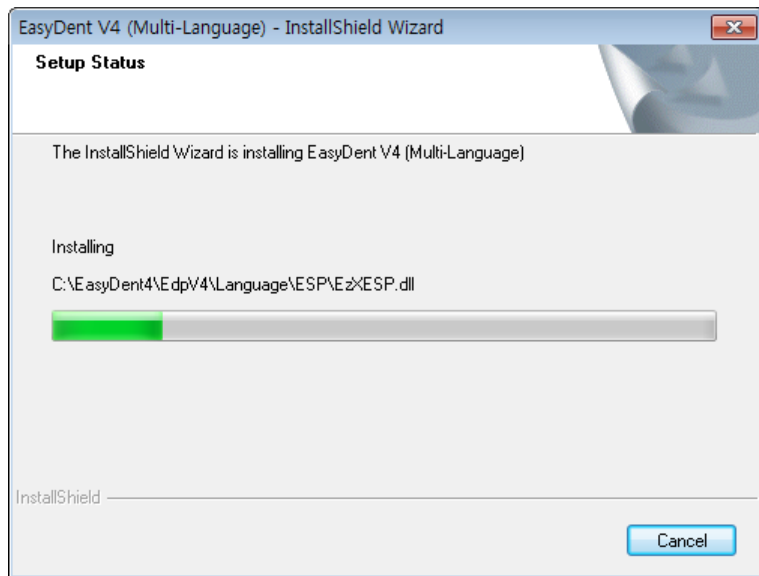 EasyDent V4 (Multi-Language) - InstallShield Wizard
Setup Status
The InstallShield Wizard is installing EasyDent V4 (Multi-Language)
Installing
C:\EasyDent4\EdpV4\Language\ESP\EzXESP.dll
InstallShield
Cancel